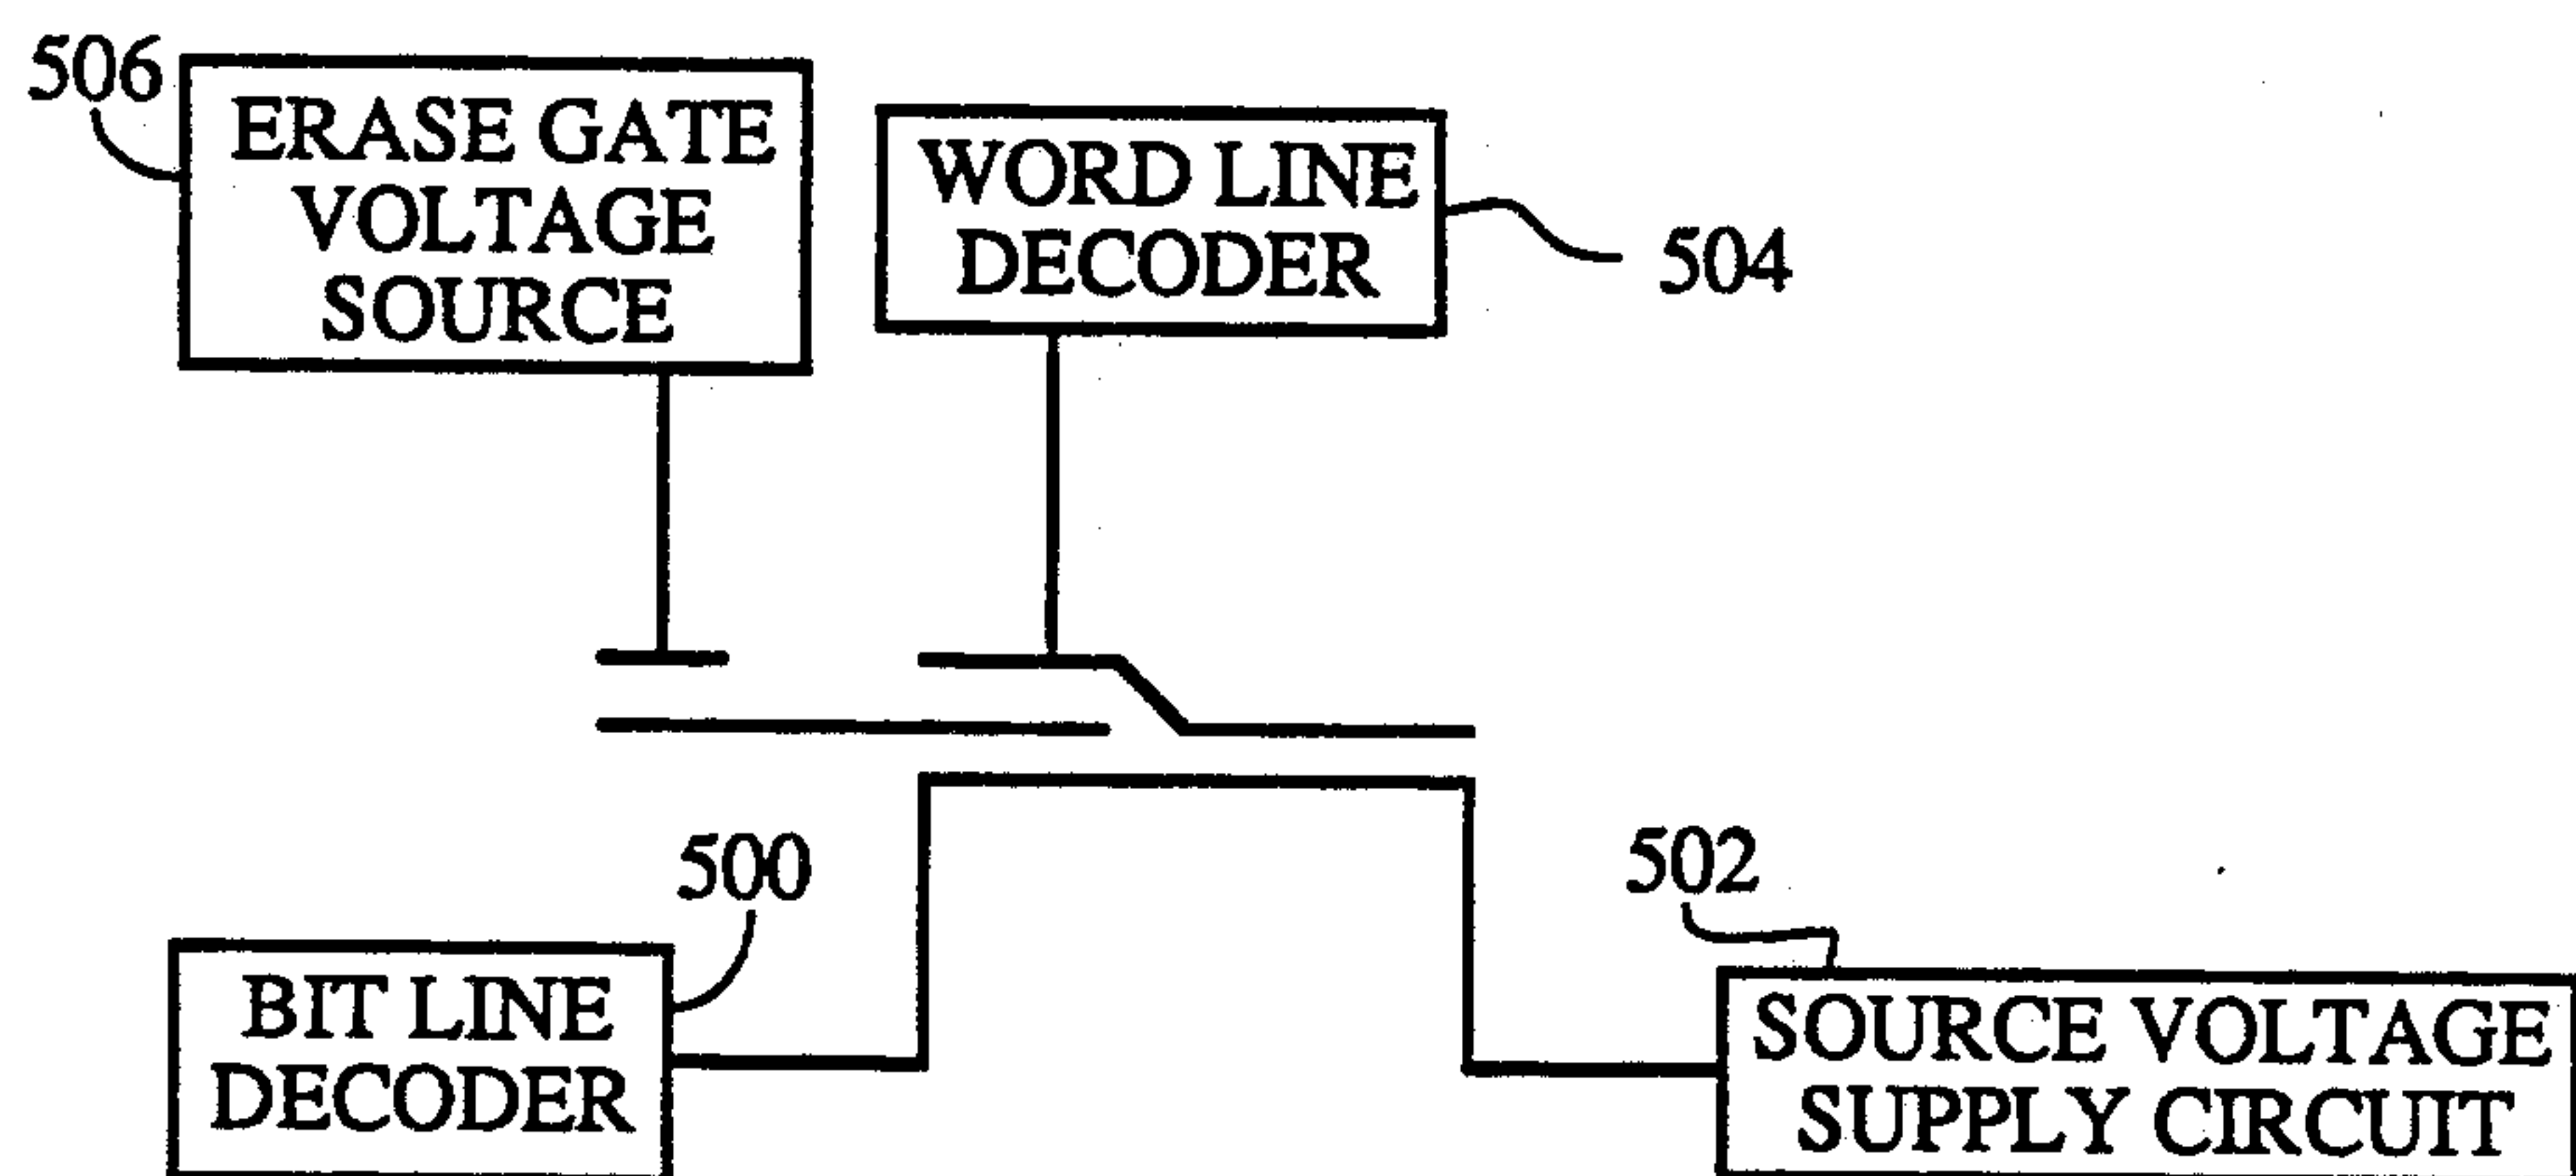 506
ERASE GATE
VOLTAGE
SOURCE
WORD LINE
DECODER
504
500
BIT LINE
DECODER
502
SOURCE VOLTAGE
SUPPLY CIRCUIT